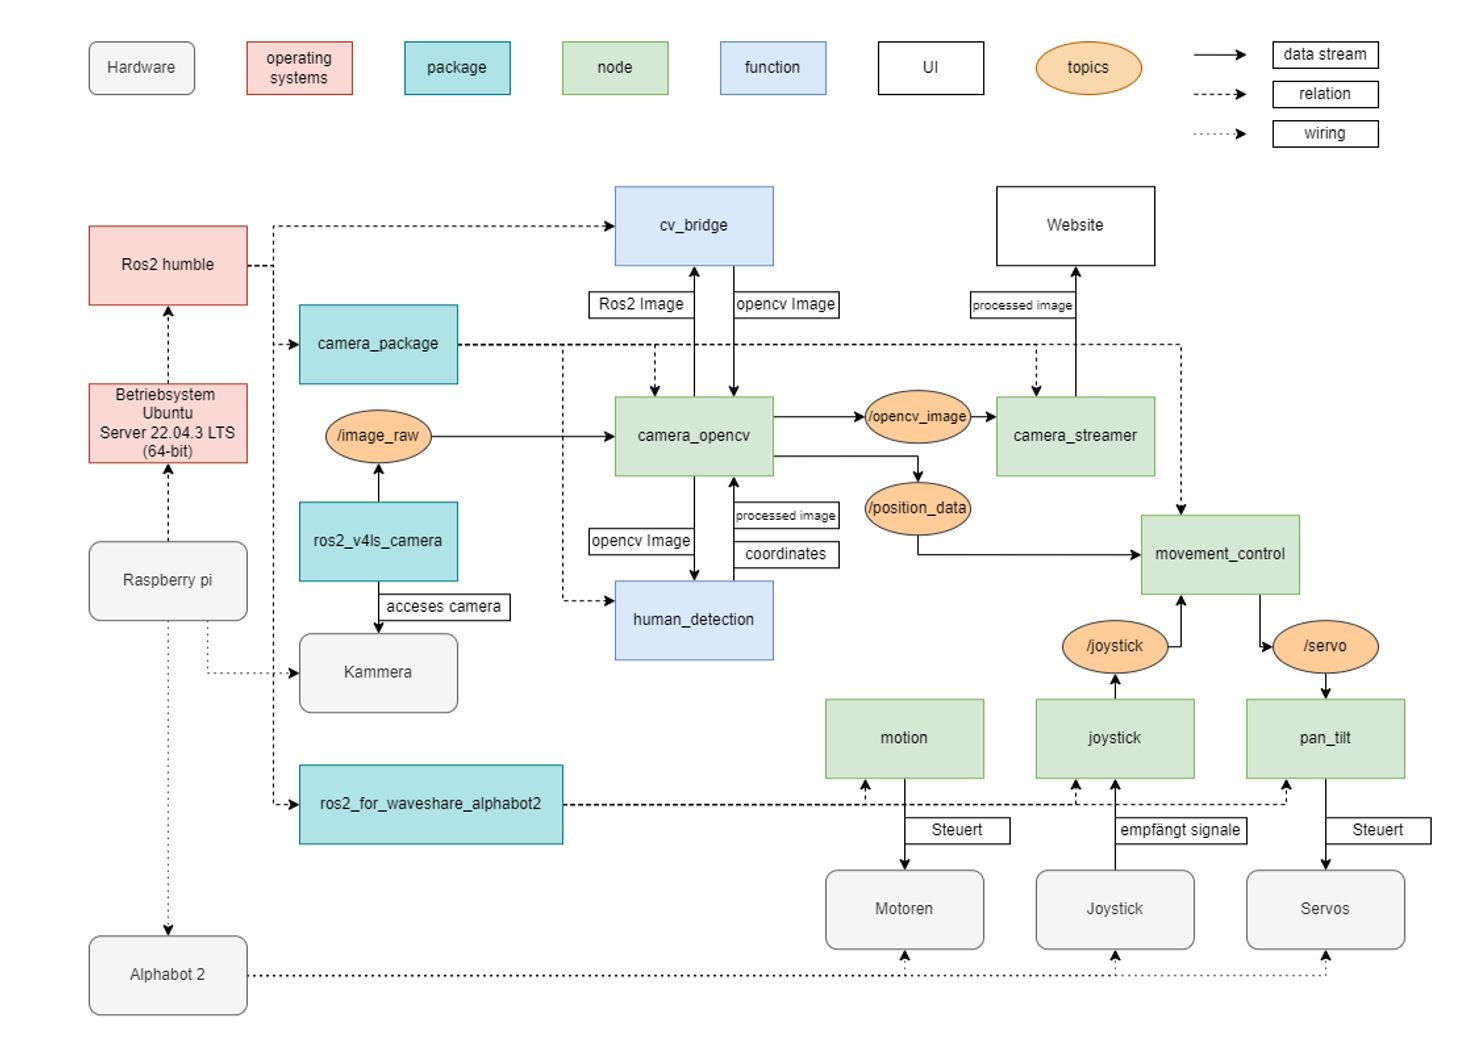 Hardware
operating
systems
package
node
function
UI
topics
data stream
relation
wiring
cv_bridge
Website
Ros2 humble
Ros2 Image
opencv Image
processed image
camera_package
Betriebsystem
Ubuntu
Server 22.04.3 LTS
(64-bit)
/image_raw
camera_opencv
/opencv_image
camera_streamer
/position_data
processed image
ros2_v4ls_camera
opencv Image
coordinates
movement_control
Raspberry pi
acceses camera
human_detection
/joystick
/servo
Kammera
motion
joystick
pan_tilt
ros2_for_waveshare_alphabot2
Steuert
empfängt signale
Steuert
Motoren
Joystick
Servos
Alphabot 2